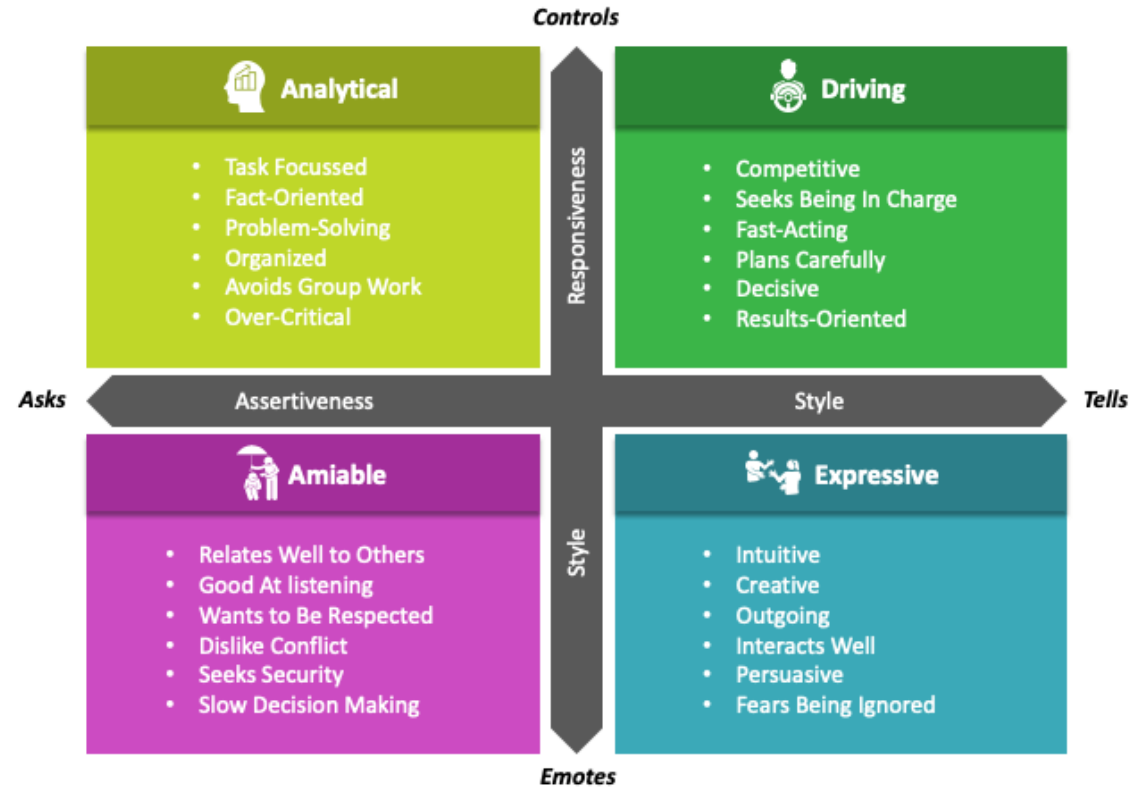 Controls
Analytical
• Task Focussed
• Fact-Oriented
• Problem-Solving
• Organized
• Avoids Group Work
• Over-Critical
Responsiveness
Driving
• Competitive
• Seeks Being In Charge
• Fast-Acting
• Plans Carefully
• Decisive
• Results-Oriented
Asks
Assertiveness
Style
Tells
Amiable
• Relates Well to Others
• Good At listening
• Wants to Be Respected
• Dislike Conflict
• Seeks Security
• Slow Decision Making
Style
Expressive
• Intuitive
• Creative
• Outgoing
• Interacts Well
• Persuasive
• Fears Being Ignored
Emotes